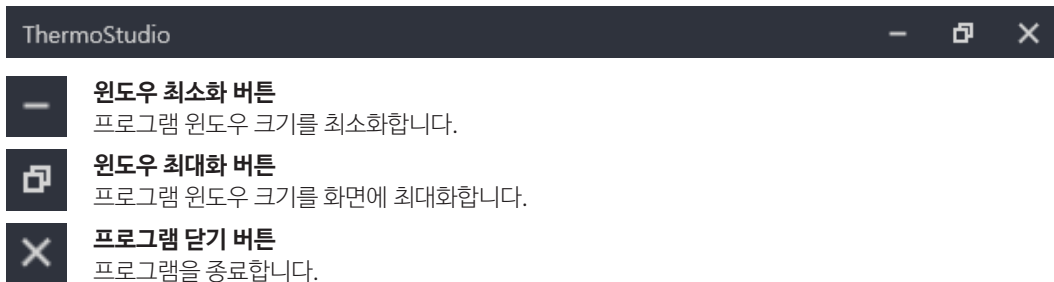 ThermoStudio
윈도우 최소화 버튼
프로그램 윈도우 크기를 최소화합니다.
윈도우 최대화 버튼
프로그램 윈도우 크기를 화면에 최대화합니다.
프로그램 닫기 버튼
프로그램을 종료합니다.